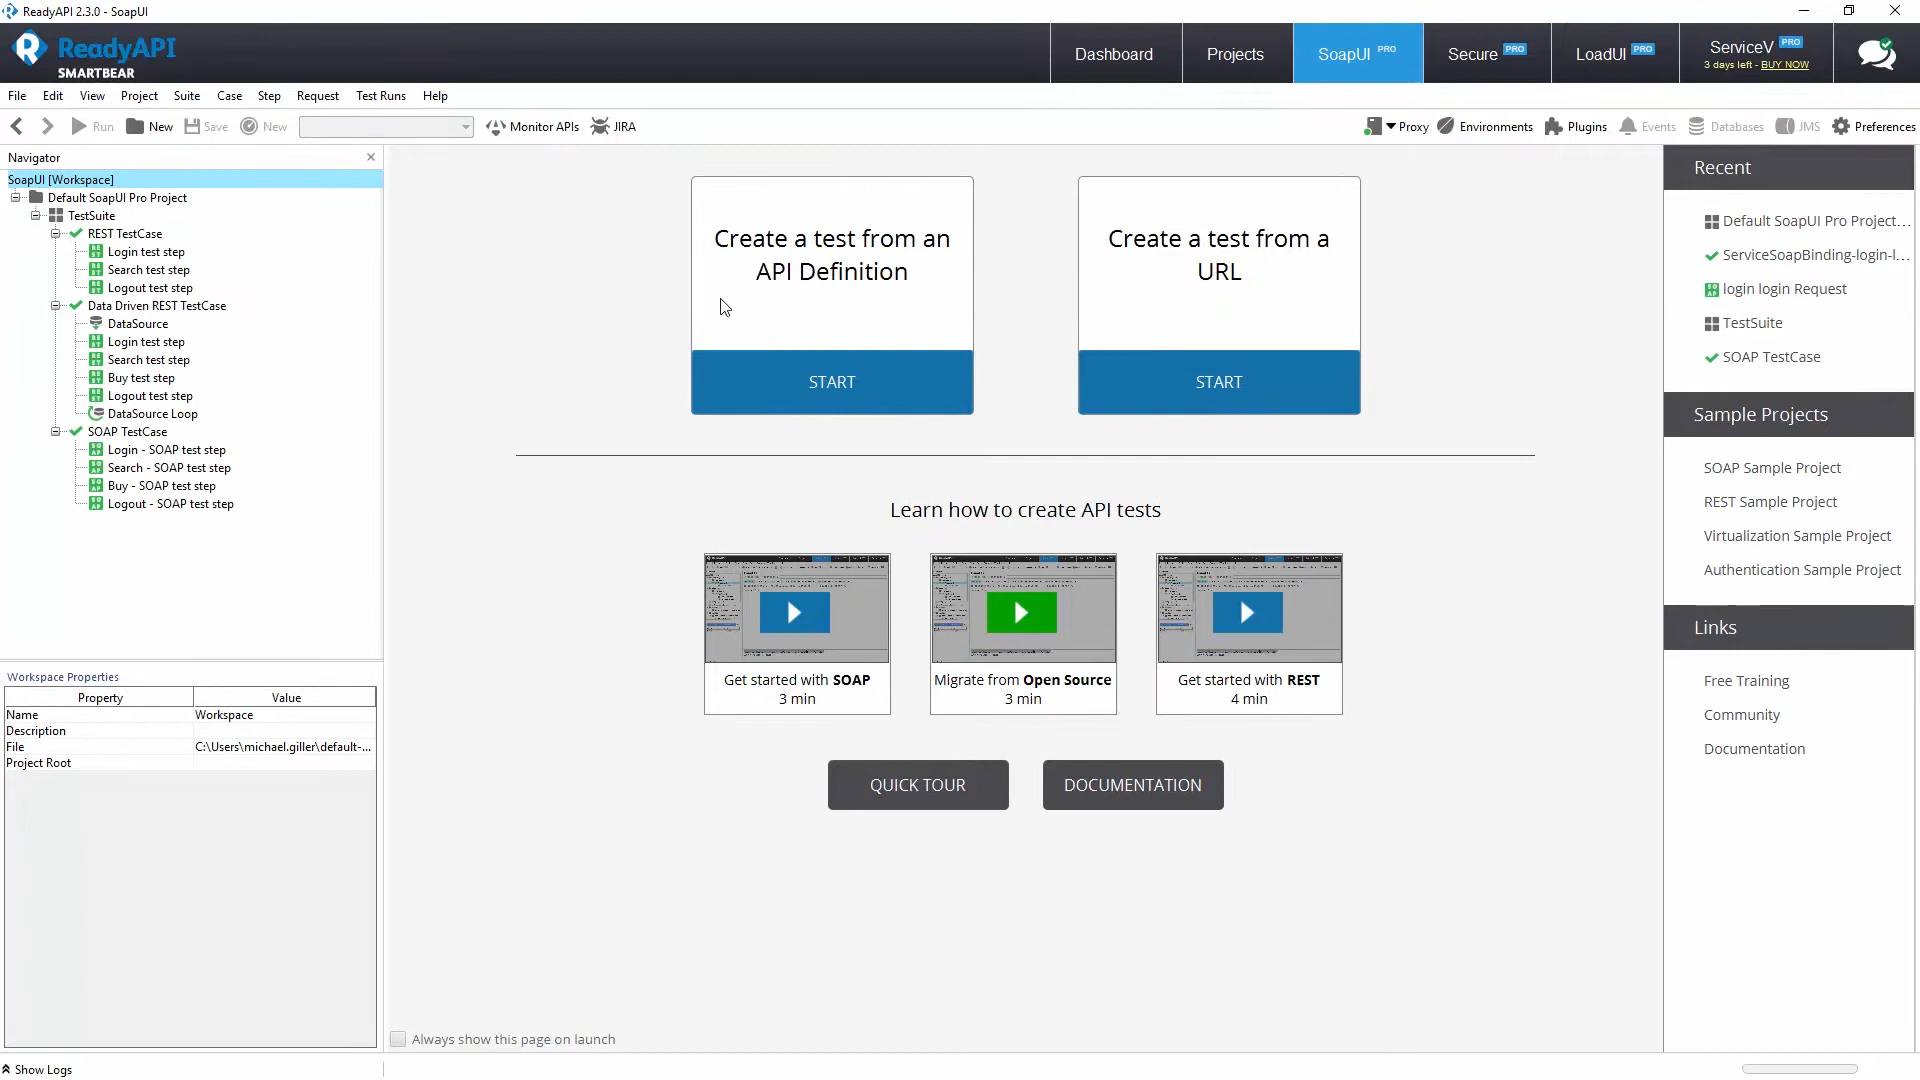 ReadyAPI 2.3.0 - SoapUI
ReadyAPI
SMARTBEAR
Dashboard
Projects
SoapUI PRO
Secure PRO
LoadUI PRO
ServiceV PRO
3 days left - BUY NOW
File Edit View Project Suite Case Step Request Test Runs Help
Run New Save New Monitor APIs JIRA Proxy Environments Plugins Events Databases JMS Preferences
Navigator
SoapUI [Workspace]
Default SoapUI Pro Project
TestSuite
REST TestCase
Login test step
Search test step
Logout test step
Data Driven REST TestCase
DataSource
Login test step
Search test step
Buy test step
Logout test step
DataSource Loop
SOAP TestCase
Login - SOAP test step
Search - SOAP test step
Buy - SOAP test step
Logout - SOAP test step
Workspace Properties
Property Value
Name Workspace
Description
File C:\Users\michael.giller\default-...
Project Root
Show Logs
Create a test from an
API Definition
START
Create a test from a
URL
START
Learn how to create API tests
Get started with SOAP
3 min
Migrate from Open Source
3 min
Get started with REST
4 min
QUICK TOUR
DOCUMENTATION
Always show this page on launch
Recent
Default SoapUI Pro Project...
ServiceSoapBinding-login-l...
login login Request
TestSuite
SOAP TestCase
Sample Projects
SOAP Sample Project
REST Sample Project
Virtualization Sample Project
Authentication Sample Project
Links
Free Training
Community
Documentation